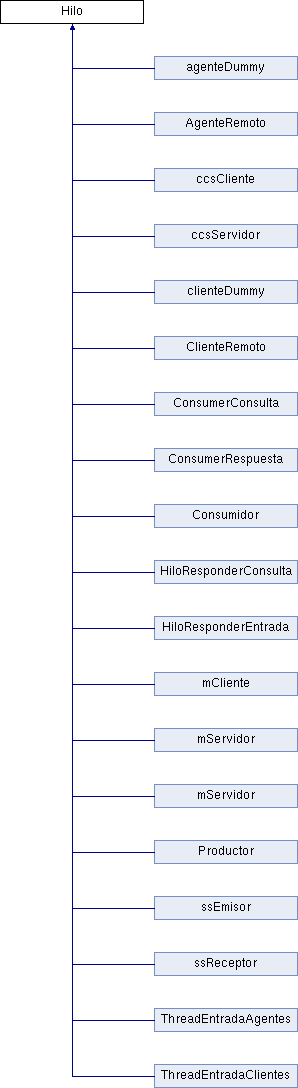 Hilo
agenteDummy
AgenteRemoto
ccsCliente
ccsServidor
clienteDummy
ClienteRemoto
ConsumerConsulta
ConsumerRespuesta
Consumidor
HiloResponderConsulta
HiloResponderEntrada
mCliente
mServidor
mServidor
Productor
ssEmisor
ssReceptor
ThreadEntradaAgentes
ThreadEntradaClientes